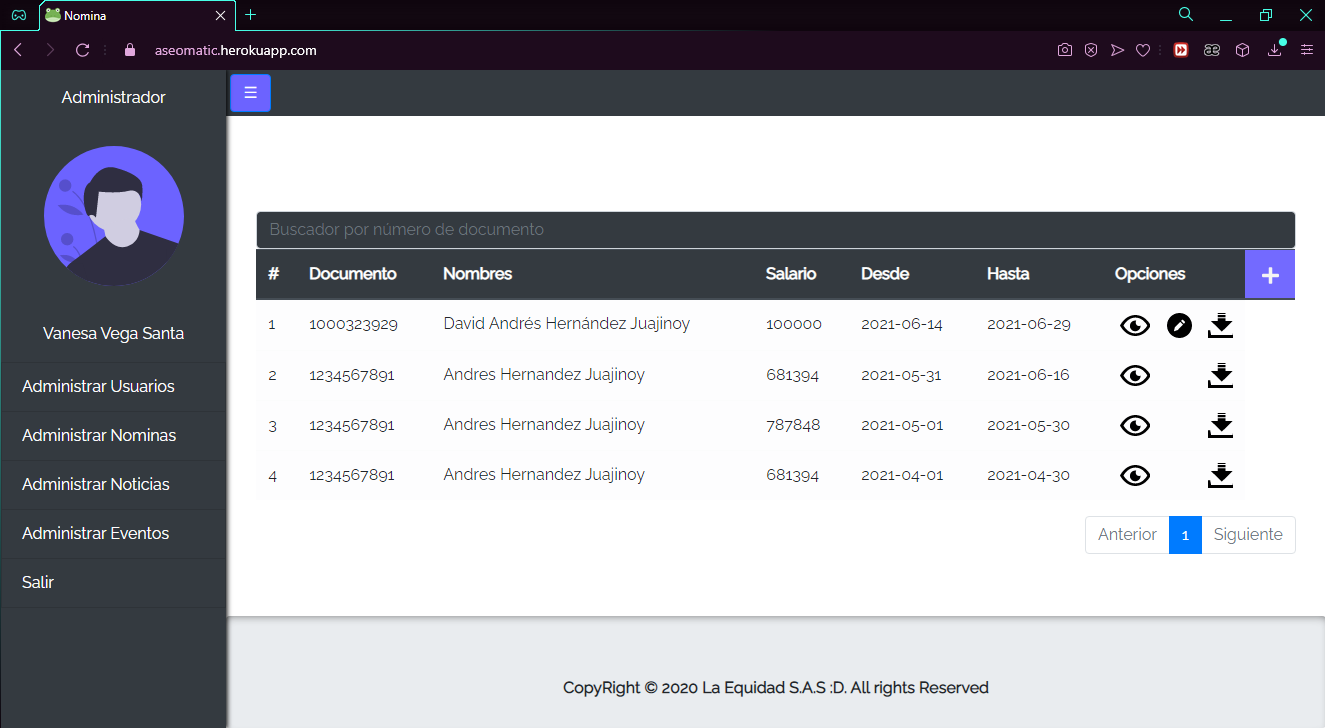 Nomina
aseomatic.herokuapp.com
Administrador
Vanesa Vega Santa
Administrar Usuarios
Administrar Nominas
Administrar Noticias
Administrar Eventos
Salir
Buscador por número de documento
# Documento Nombres Salario Desde Hasta Opciones
1 1000323929 David Andrés Hernández Juajinoy 100000 2021-06-14 2021-06-29
2 1234567891 Andres Hernandez Juajinoy 681394 2021-05-31 2021-06-16
3 1234567891 Andres Hernandez Juajinoy 787848 2021-05-01 2021-05-30
4 1234567891 Andres Hernandez Juajinoy 681394 2021-04-01 2021-04-30
Anterior 1 Siguiente
CopyRight © 2020 La Equidad S.A.S :D. All rights Reserved